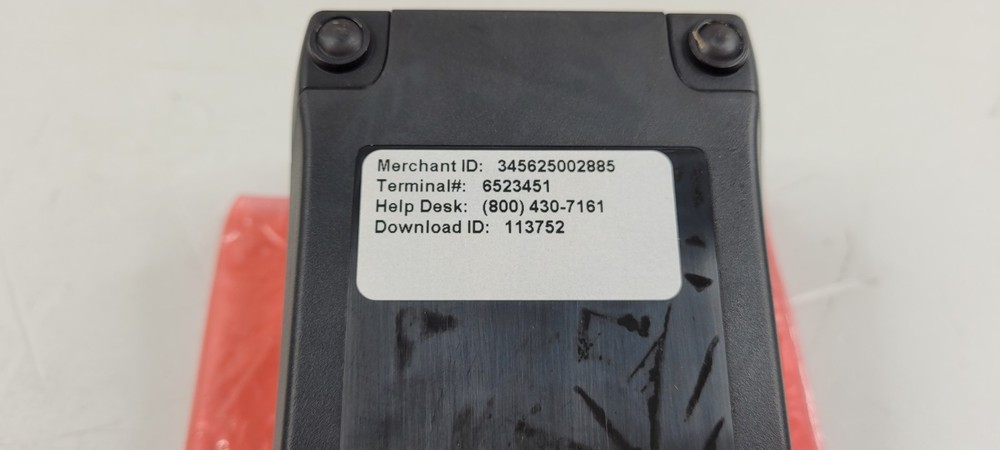 Merchant ID: 345625002885
Terminal#: 6523451
Help Desk: (800) 430-7161
Download ID: 113752